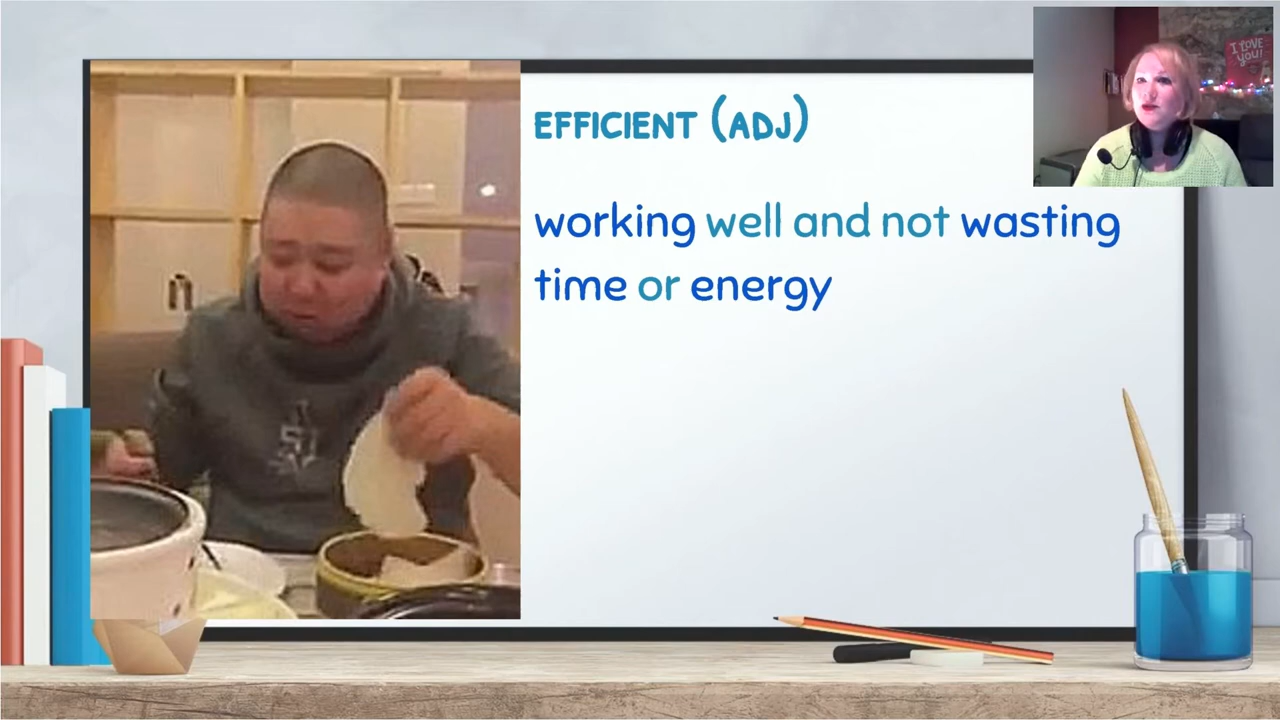 EFFICIENT (ADJ)
working well and not wasting
time or energy
I LOVE
YOU!